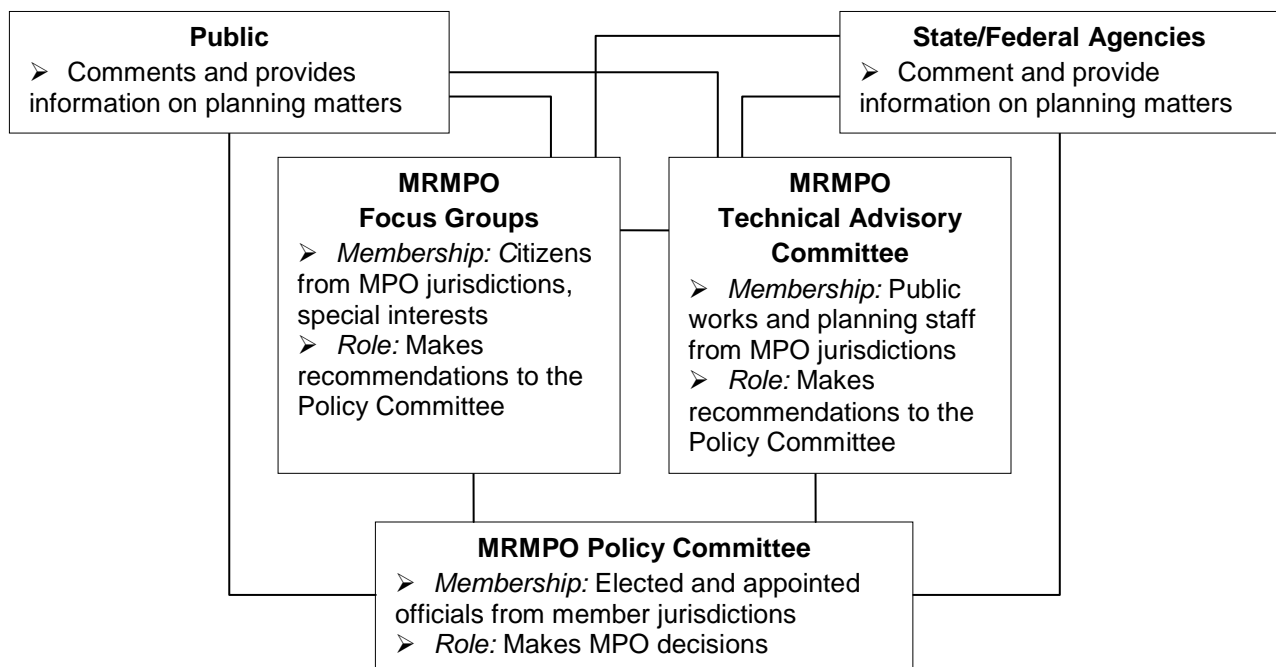 Public
➢ Comments and provides
information on planning matters
State/Federal Agencies
➢ Comment and provide
information on planning matters
MRMPO
Focus Groups
➢ Membership: Citizens
from MPO jurisdictions,
special interests
➢ Role: Makes
recommendations to the
Policy Committee
MRMPO
Technical Advisory
Committee
➢ Membership: Public
works and planning staff
from MPO jurisdictions
➢ Role: Makes
recommendations to the
Policy Committee
MRMPO Policy Committee
➢ Membership: Elected and appointed
officials from member jurisdictions
➢ Role: Makes MPO decisions